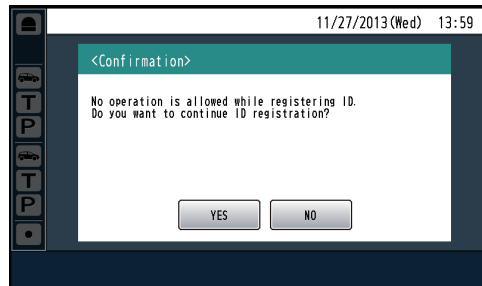 11/27/2013(Wed) 13:59
<Confirmation>
No operation is allowed while registering ID.
Do you want to continue ID registration?
YES NO
T
P
T
P